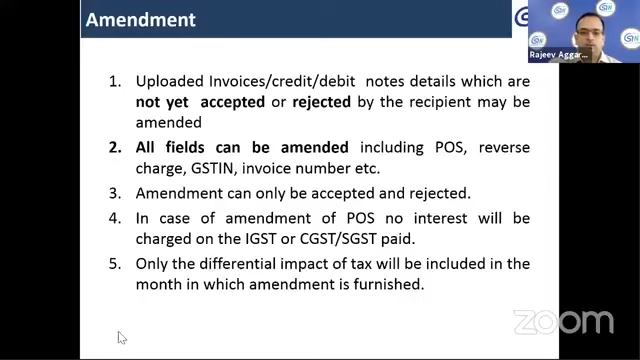 Amendment
GSTN
Rajeev Aggar...
1. Uploaded Invoices/credit/debit notes details which are
not yet accepted or rejected by the recipient may be
amended
2. All fields can be amended including POS, reverse
charge, GSTIN, invoice number etc.
3. Amendment can only be accepted and rejected.
4. In case of amendment of POS no interest will be
charged on the IGST or CGST/SGST paid.
5. Only the differential impact of tax will be included in the
month in which amendment is furnished.
zoom